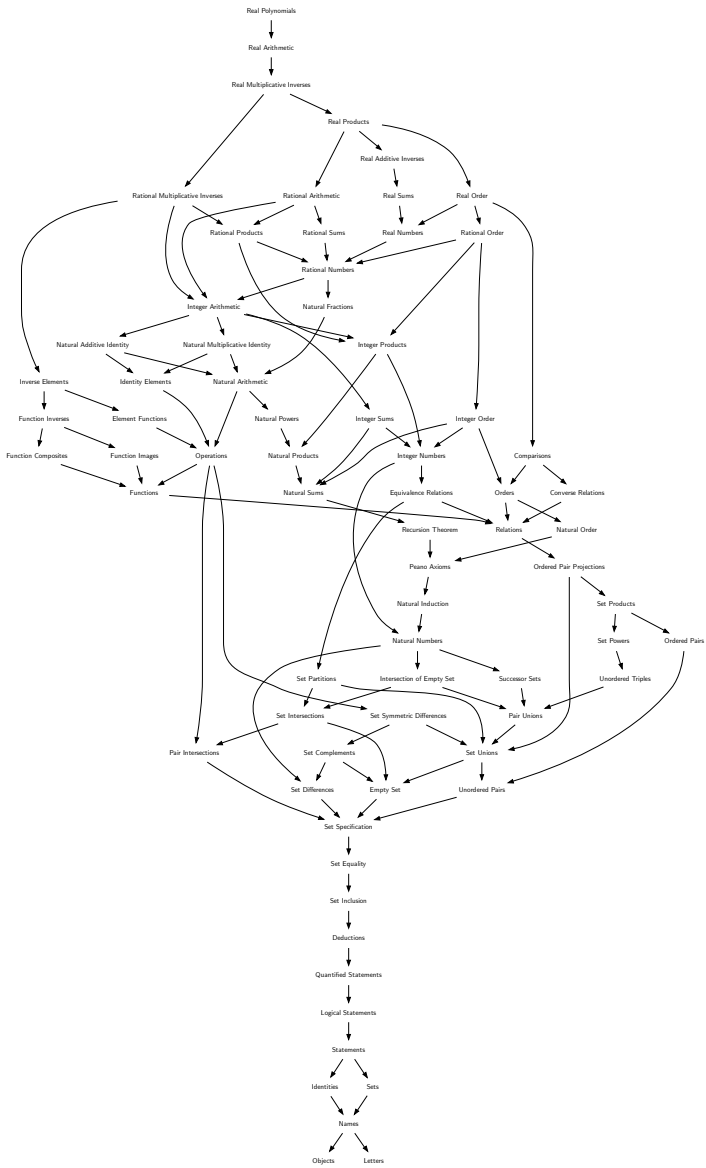 Real Polynomials
Real Arithmetic
Real Multiplicative Inverses
Real Products
Real Additive Inverses
Rational Multiplicative Inverses
Rational Arithmetic
Real Sums
Real Order
Rational Products
Rational Sums
Real Numbers
Rational Order
Rational Numbers
Integer Arithmetic
Natural Fractions
Natural Additive Identity
Natural Multiplicative Identity
Integer Products
Inverse Elements
Identity Elements
Natural Arithmetic
Function Inverses
Element Functions
Natural Powers
Integer Sums
Integer Order
Function Composites
Function Images
Operations
Natural Products
Integer Numbers
Comparisons
Functions
Natural Sums
Equivalence Relations
Orders
Converse Relations
Recursion Theorem
Relations
Natural Order
Peano Axioms
Ordered Pair Projections
Natural Induction
Set Products
Natural Numbers
Set Powers
Ordered Pairs
Set Partitions
Intersection of Empty Set
Successor Sets
Unordered Triples
Set Intersections
Set Symmetric Differences
Pair Unions
Pair Intersections
Set Complements
Set Unions
Set Differences
Empty Set
Unordered Pairs
Set Specification
Set Equality
Set Inclusion
Deductions
Quantified Statements
Logical Statements
Statements
Identities
Sets
Names
Objects
Letters